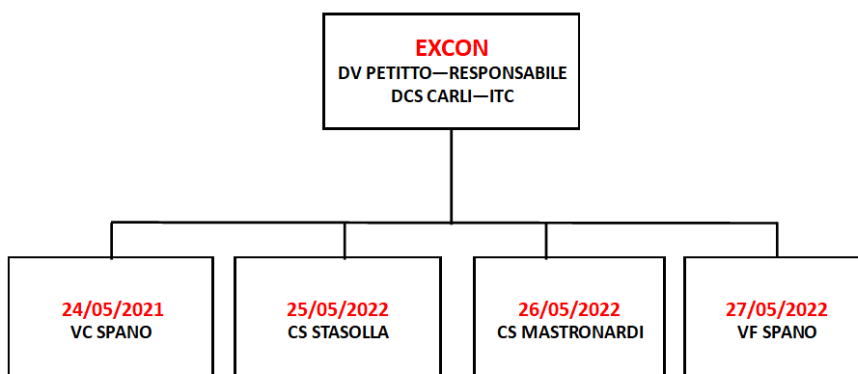 EXCON
DV PETITTO—RESPONSABILE
DCS CARLI—ITC
24/05/2021
VC SPANO
25/05/2022
CS STASOLLA
26/05/2022
CS MASTRONARDI
27/05/2022
VF SPANO